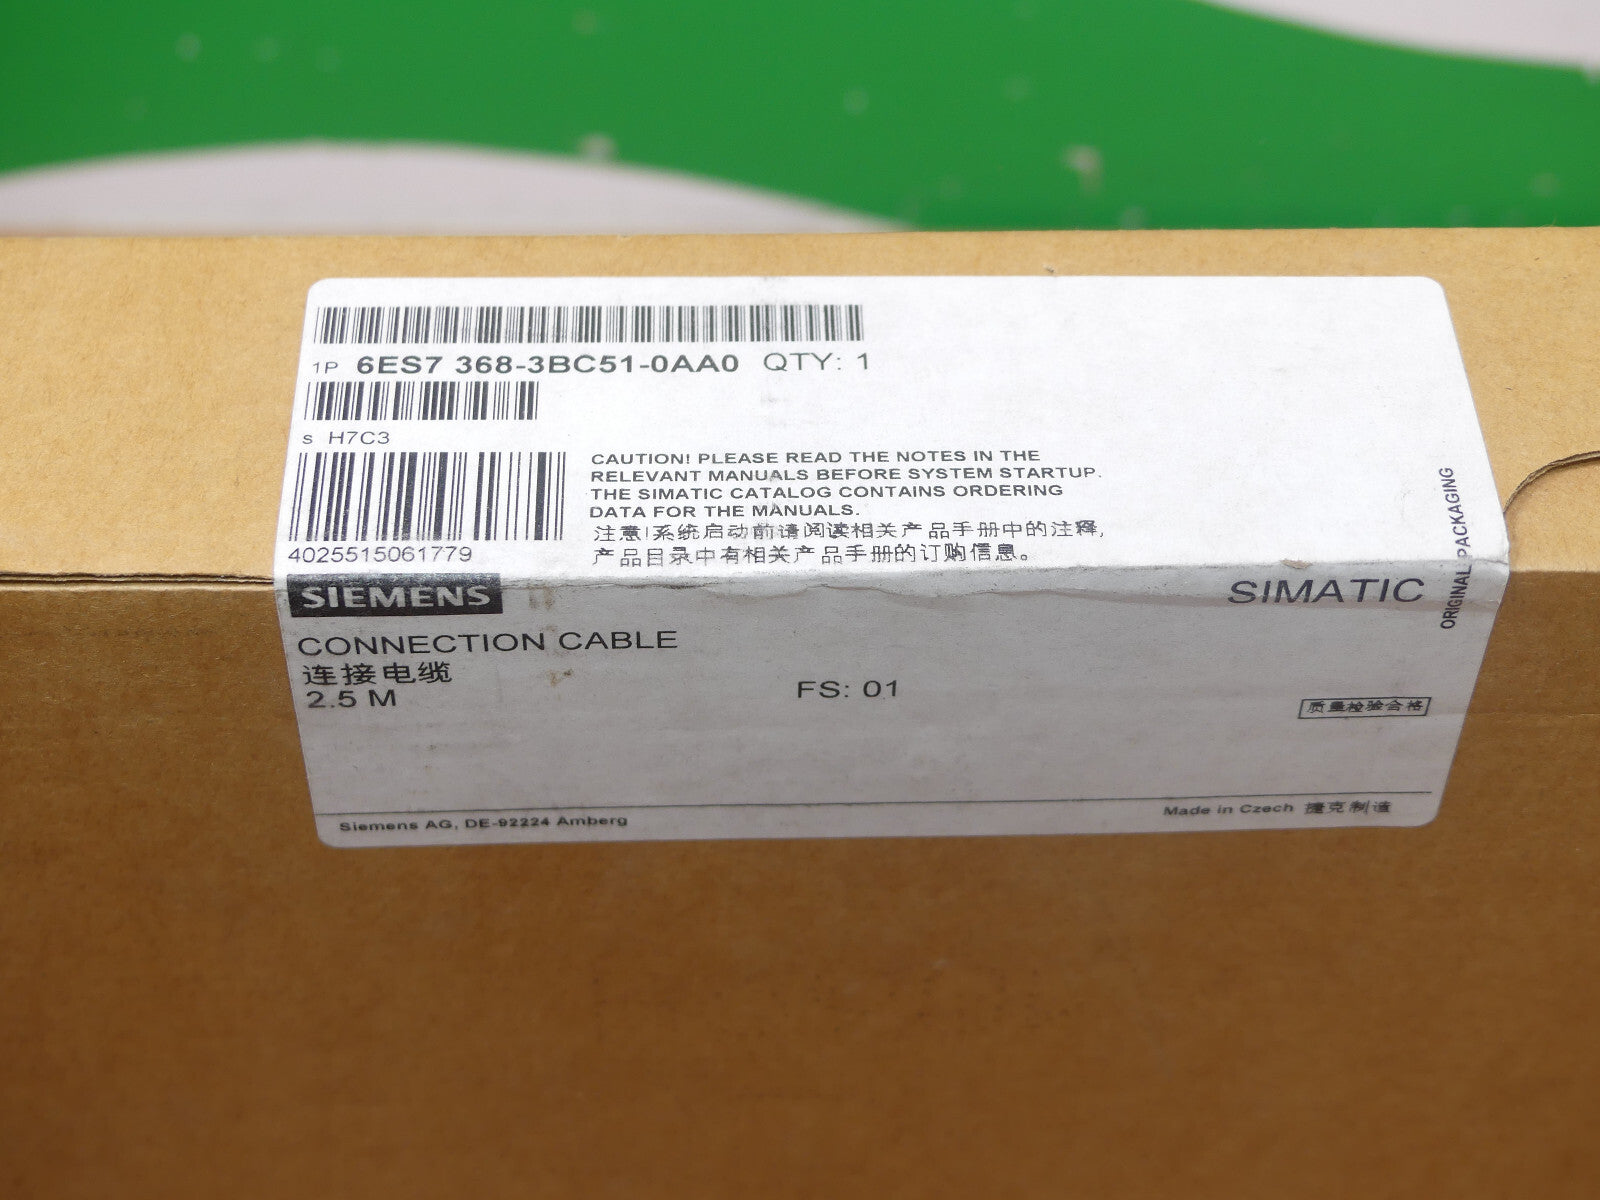 1P 6ES7 368-3BC51-0AA0 QTY: 1
S H7C3
4025515061779
CAUTION! PLEASE READ THE NOTES IN THE
RELEVANT MANUALS BEFORE SYSTEM STARTUP.
THE SIMATIC CATALOG CONTAINS ORDERING
DATA FOR THE MANUALS.
注意!系统启动前请阅读相关产品手册中的注释,
产品目录中有相关产品手册的订购信息。
ORIGINAL PACKAGING
SIEMENS
SIMATIC
CONNECTION CABLE
连接电缆
2.5 M
FS: 01
质量检验合格
Siemens AG, DE-92224 Amberg
Made in Czech 捷克制造